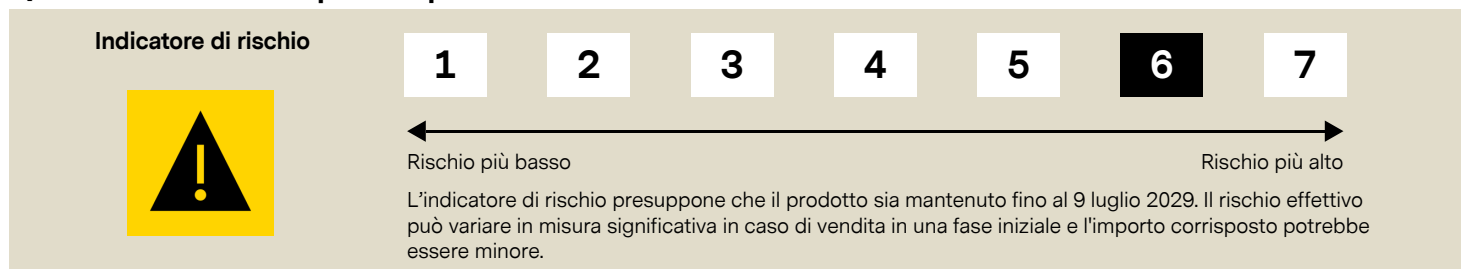 Indicatore di rischio
1 2 3 4 5 6 7
Rischio più basso Rischio più alto
L’indicatore di rischio presuppone che il prodotto sia mantenuto fino al 9 luglio 2029. Il rischio effettivo
può variare in misura significativa in caso di vendita in una fase iniziale e l'importo corrisposto potrebbe
essere minore.